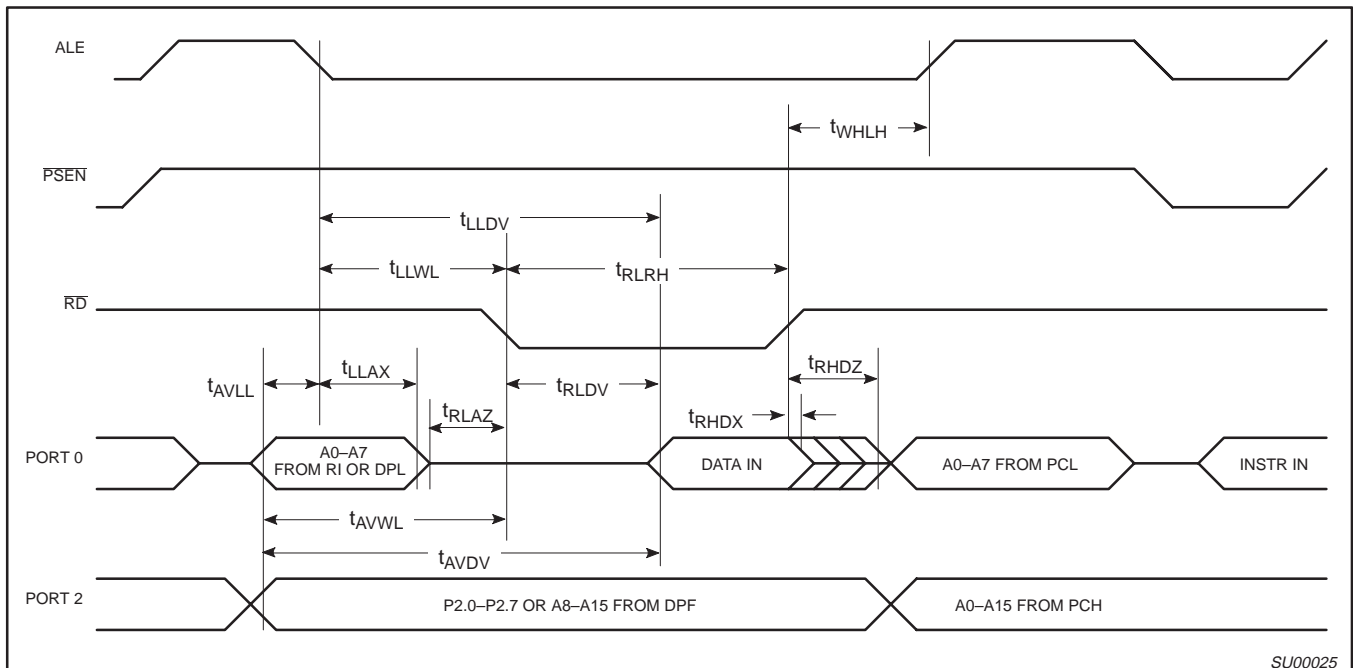 ALE
tWHLH
PSEN
tLLDV
tLLWL
tRLRH
RD
tAVLL
tLLAX
tRLAZ
tRLDV
tRHDZ
tRHDX
PORT 0
A0–A7
FROM RI OR DPL
DATA IN
A0–A7 FROM PCL
INSTR IN
tAVWL
tAVDV
PORT 2
P2.0–P2.7 OR A8–A15 FROM DPF
A0–A15 FROM PCH
SU00025